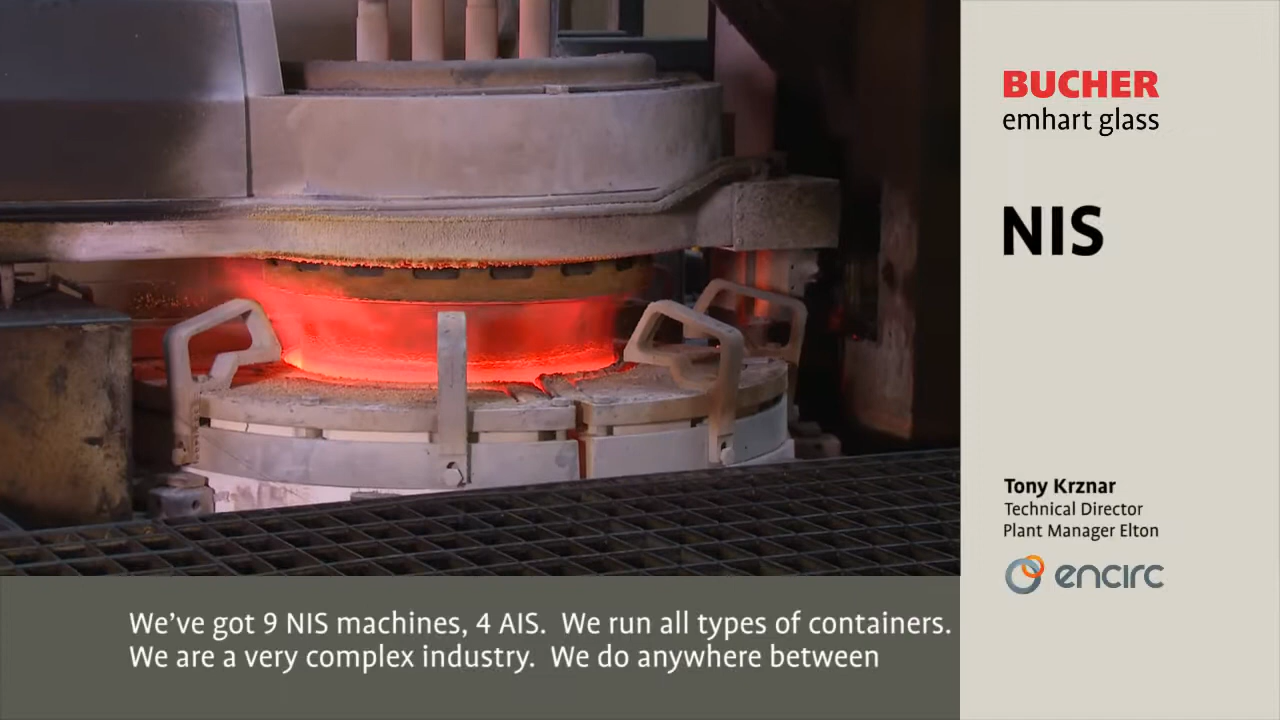 BUCHER
emhart glass
NIS
Tony Krznar
Technical Director
Plant Manager Elton
encirc
We've got 9 NIS machines, 4 AIS.  We run all types of containers.
We are a very complex industry.  We do anywhere between